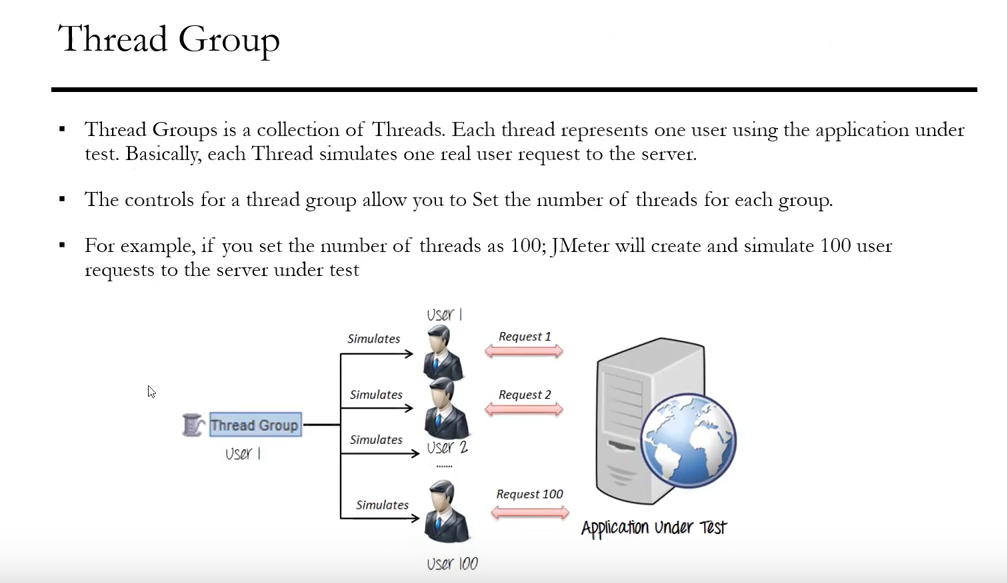 Thread Group
▪ Thread Groups is a collection of Threads. Each thread represents one user using the application under
test. Basically, each Thread simulates one real user request to the server.
▪ The controls for a thread group allow you to Set the number of threads for each group.
▪ For example, if you set the number of threads as 100; JMeter will create and simulate 100 user
requests to the server under test
User 1
Simulates
Request 1
Simulates
Request 2
Thread Group
User 1
Simulates
User 2
.......
Simulates
Request 100
Application Under Test
User 100